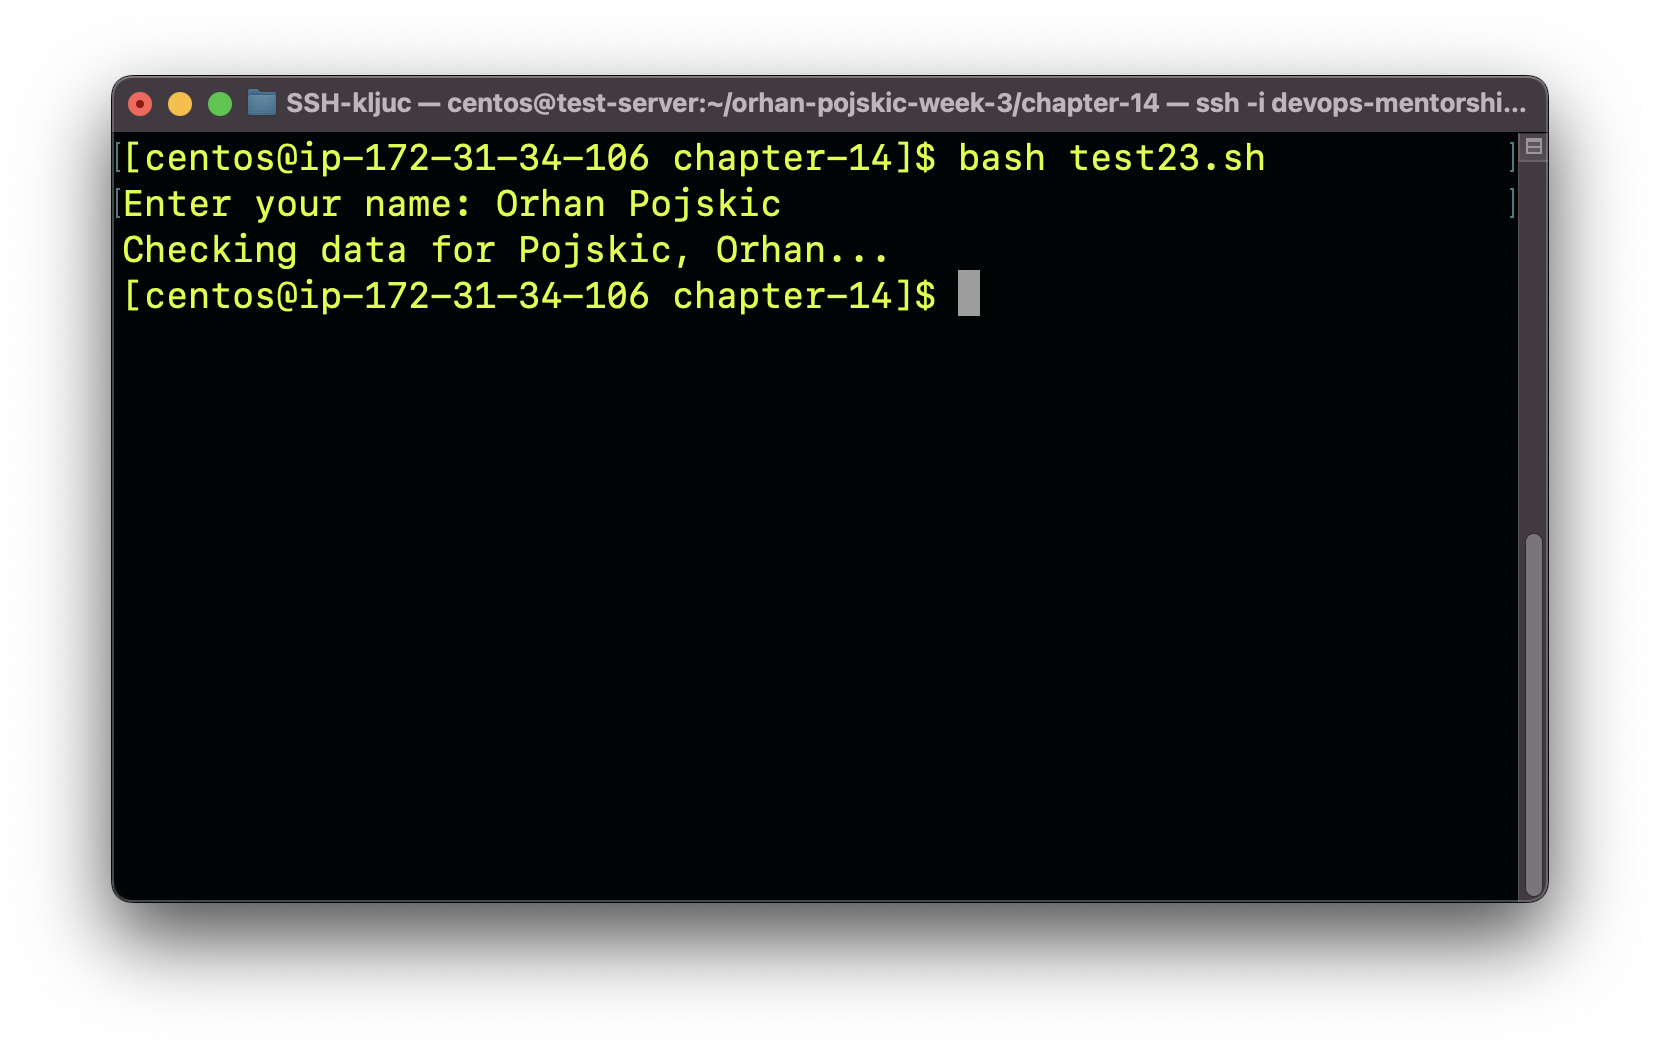 SSH-kljuc — centos@test-server:~/orhan-pojskic-week-3/chapter-14 — ssh -i devops-mentorshi...
[centos@ip-172-31-34-106 chapter-14]$ bash test23.sh
Enter your name: Orhan Pojskic
Checking data for Pojskic, Orhan...
[centos@ip-172-31-34-106 chapter-14]$